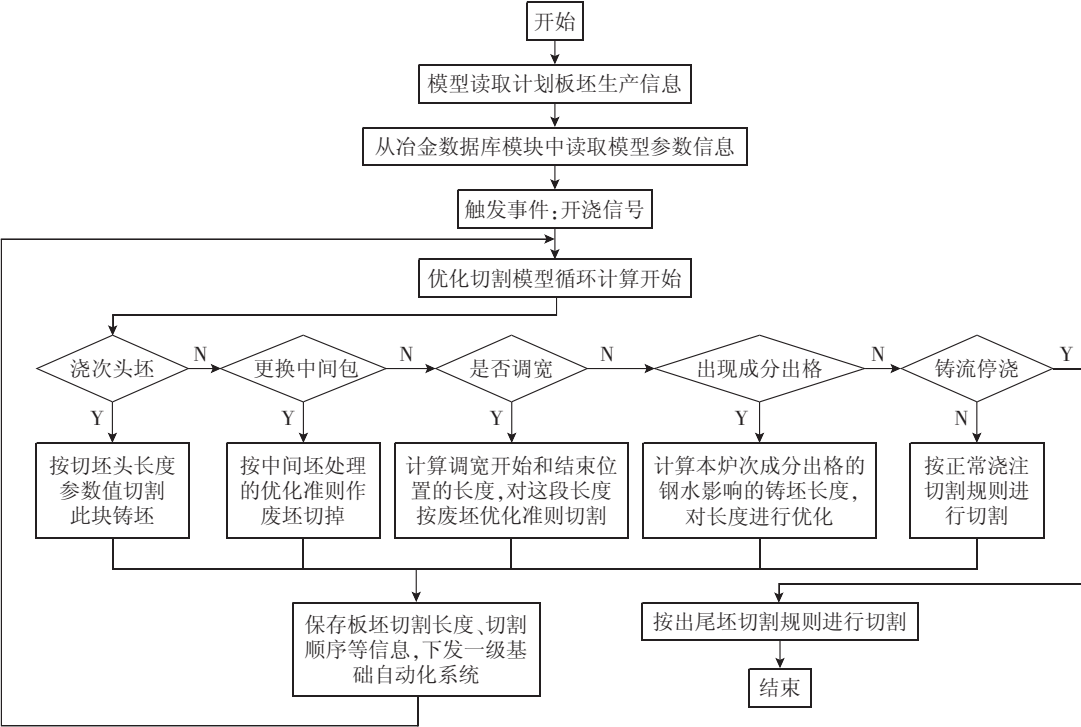 开始
模型读取计划板坯生产信息
从冶金数据库模块中读取模型参数信息
触发事件:开浇信号
优化切割模型循环计算开始
浇次头坯
N
更换中间包
N
是否调宽
N
出现成分出格
N
铸流停浇
Y
Y
Y
Y
Y
N
按切坯头长度
参数值切割
此块铸坯
按中间坯处理
的优化准则作
废坯切掉
计算调宽开始和结束位
置的长度,对这段长度
按废坯优化准则切割
计算本炉次成分出格的
钢水影响的铸坯长度,
对长度进行优化
按正常浇注
切割规则进
行切割
保存板坯切割长度、切割
顺序等信息,下发一级基
础自动化系统
按出尾坯切割规则进行切割
结束